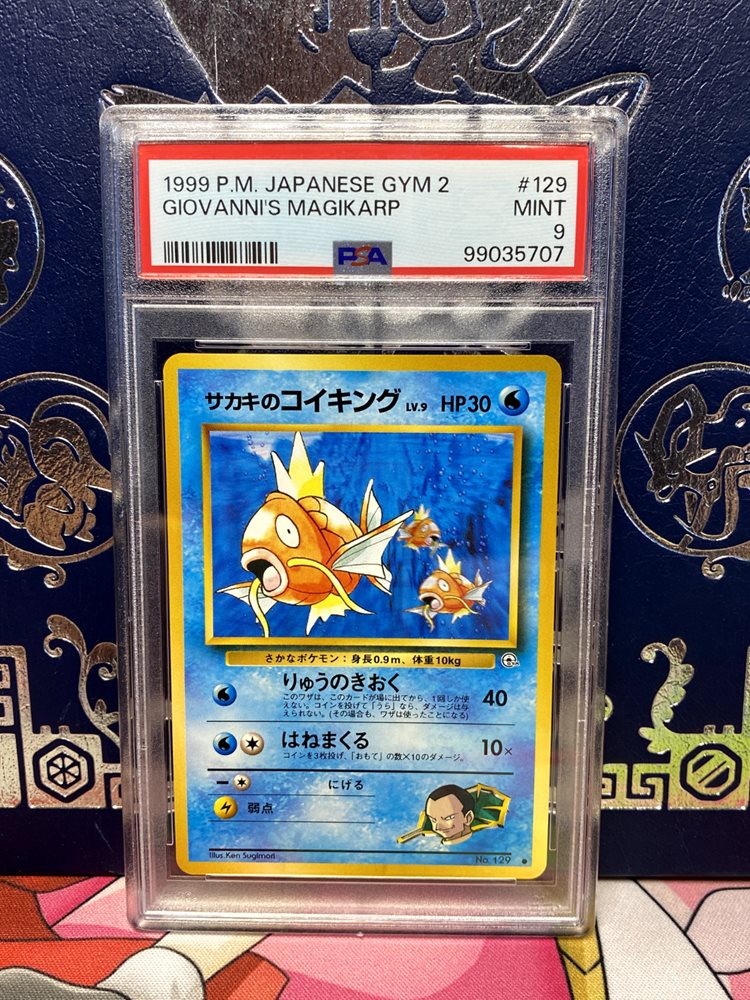 1999 P.M. JAPANESE GYM 2 #129
GIOVANNI'S MAGIKARP MINT
9
PSA 99035707
サカキのコイキング LV.9 HP30
さかなポケモン：身長0.9m、体重10kg
りゅうのきおく 40
このワザは、このカードが場に出てから、1回しか使
えない。コインを投げて「うら」なら、ダメージは与
えられない。(その場合も、ワザは使ったことになる)
はねまくる 10×
コインを3枚投げ、「おもて」の数×10のダメージ。
にげる
弱点
Illus.Ken Sugimori No. 129